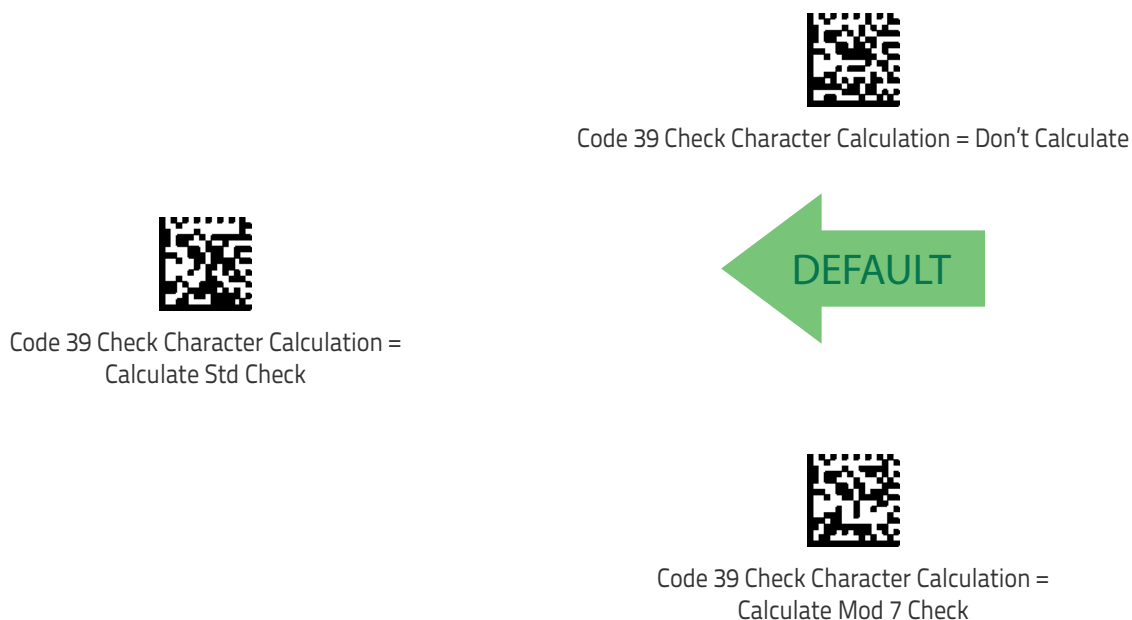 Code 39 Check Character Calculation = Don't Calculate
DEFAULT
Code 39 Check Character Calculation =
Calculate Std Check
Code 39 Check Character Calculation =
Calculate Mod 7 Check